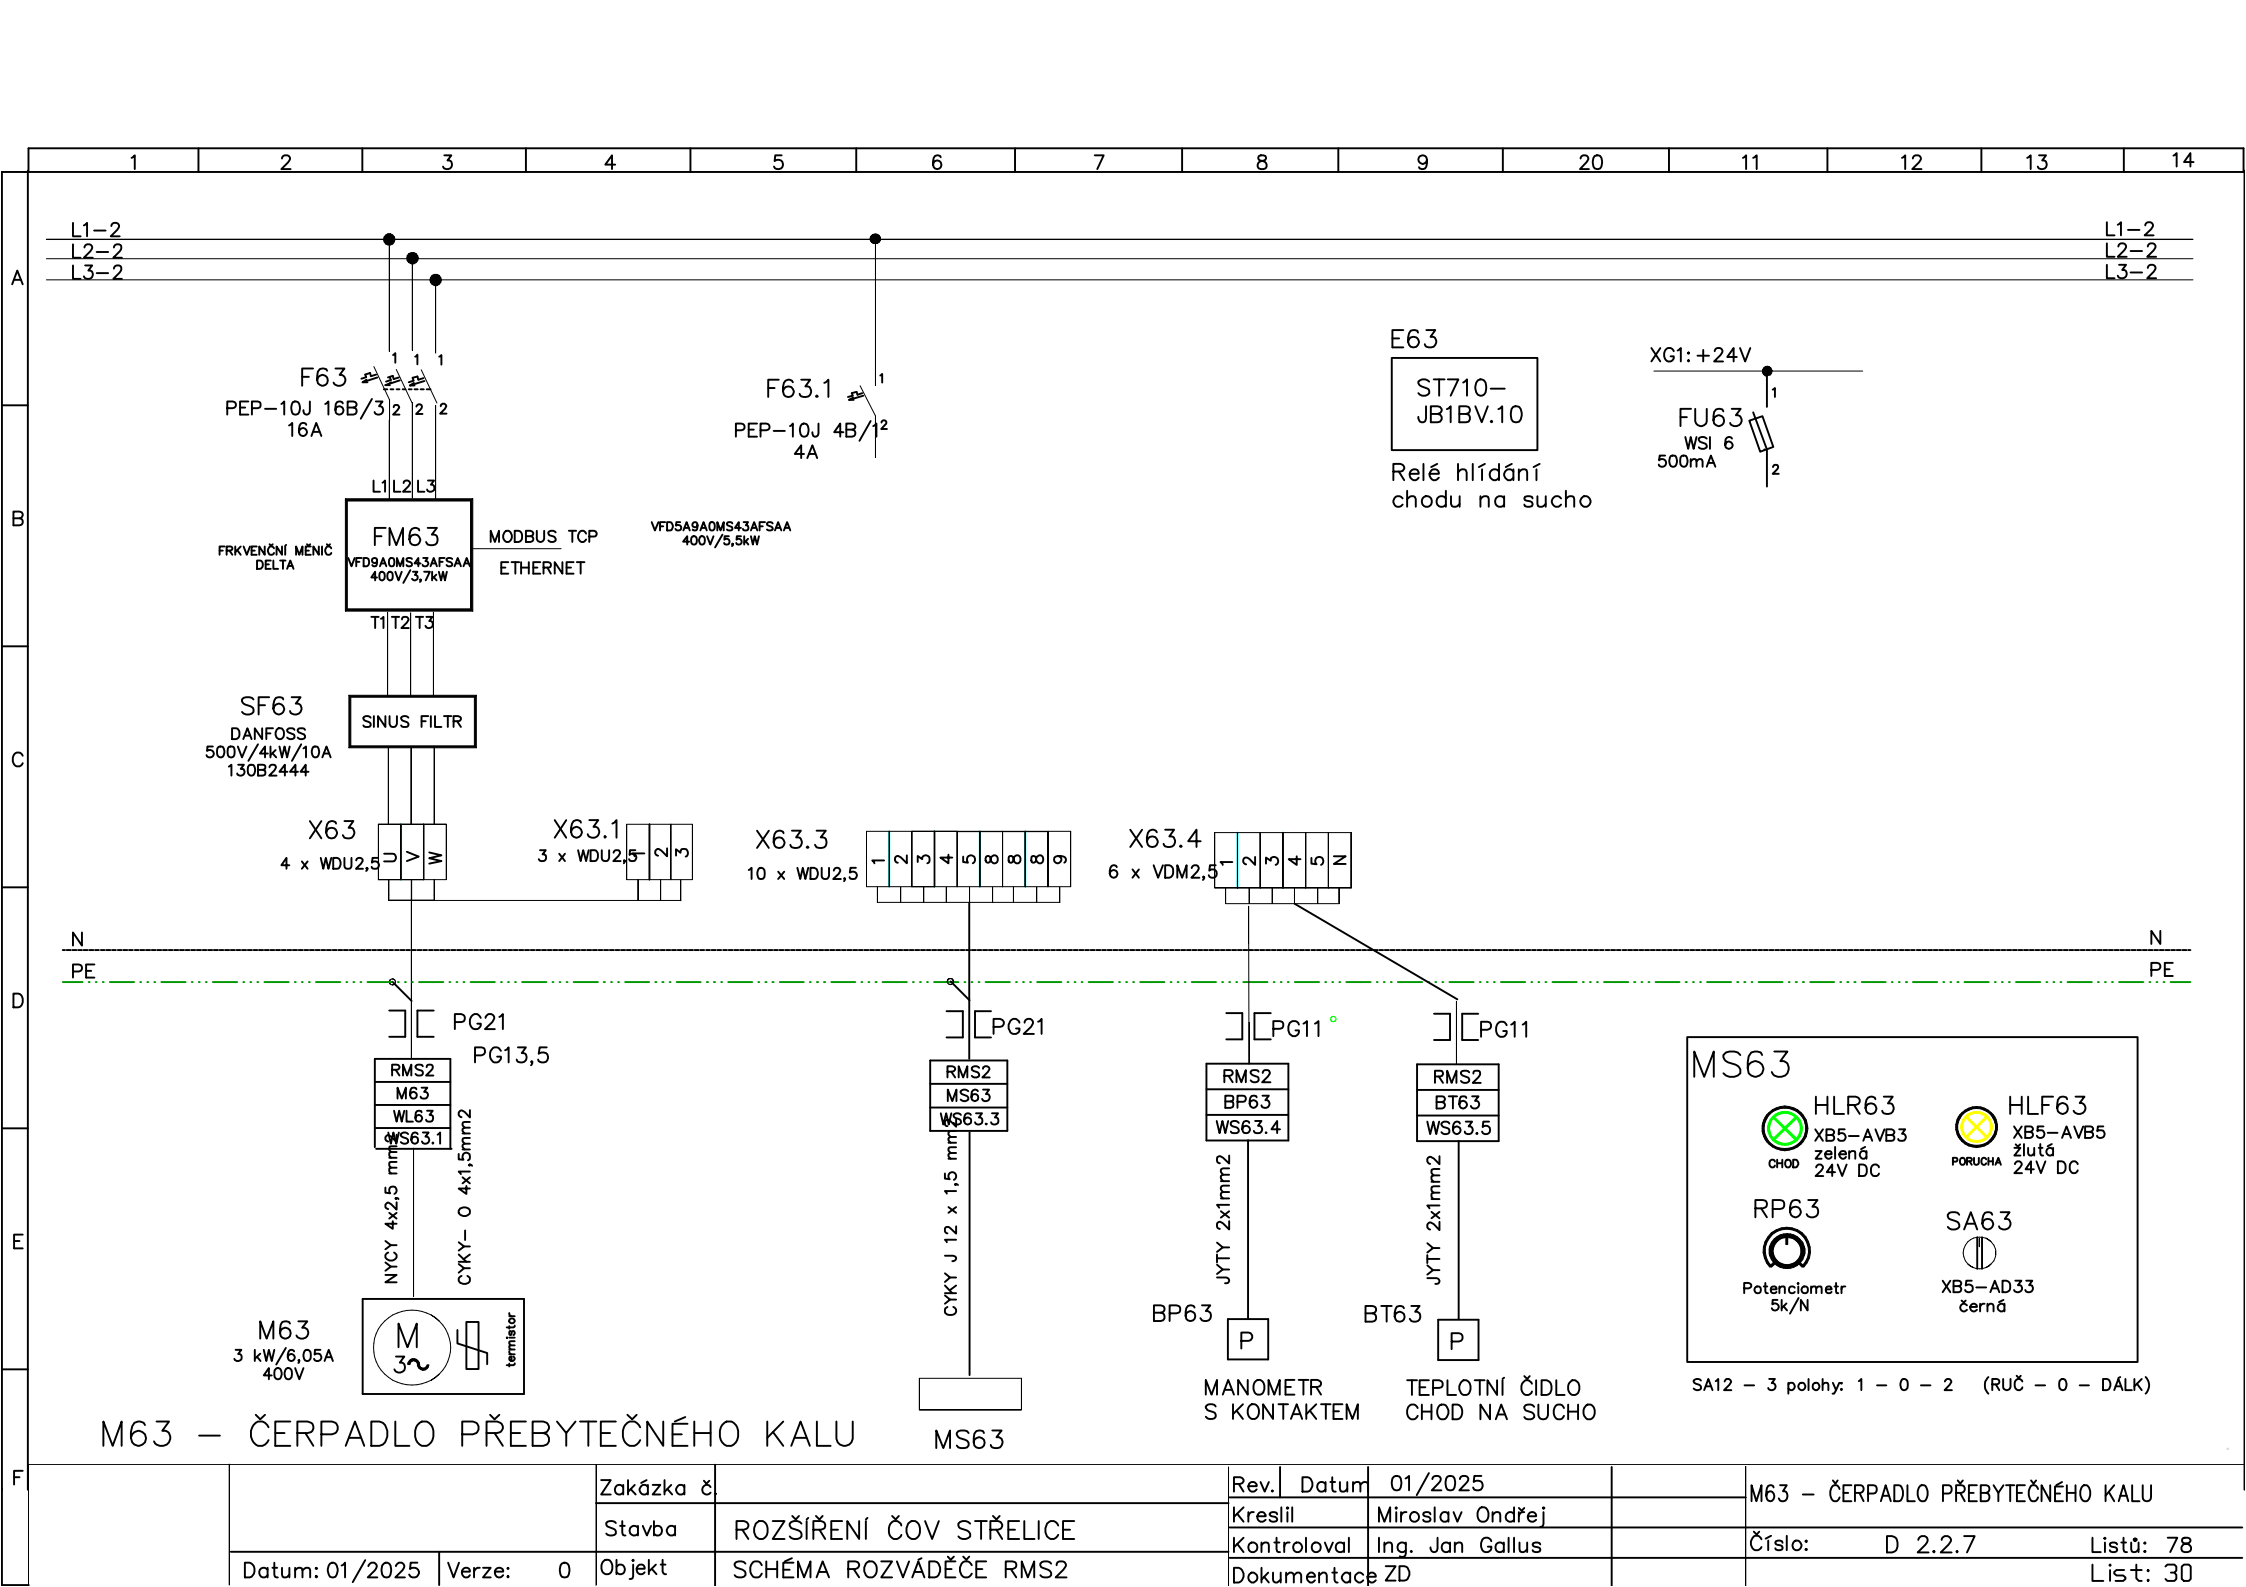 1 2 3 4 5 6 7 8 9 20 11 12 13 14
L1-2 L1-2
L2-2 L2-2
A L3-2 L3-2
E63
XG1:+24V
1 1 1
F63
1
F63.1
ST710-
JB1BV.10
1
PEP-10J 16B/3 2 2 2
16A
PEP-10J 4B/1 2
4A
FU63
WSI 6
500mA
2
Relé hlídání
chodu na sucho
L1 L2 L3
B
FM63
VFD9A0MS43AFSAA
400V/3,7kW
FRKVENČNÍ MĚNIČ
DELTA
MODBUS TCP
ETHERNET
VFD5A9A0MS43AFSAA
400V/5,5kW
T1 T2 T3
SF63
DANFOSS
500V/4kW/10A
130B2444
SINUS FILTR
C
X63
4 x WDU2,5
U V W
X63.1
3 x WDU2,5
1 2 3
X63.3
10 x WDU2,5
1 2 3 4 5 8 8 8 9
X63.4
6 x VDM2,5
1 2 3 4 5 N
N N
PE PE
D
PG21
PG13,5
PG21
PG11
PG11
RMS2
M63
WL63
WS63.1
RMS2
MS63
WS63.3
RMS2
BP63
WS63.4
RMS2
BT63
WS63.5
NYCY 4x2,5 mm2
CYKY- O 4x1,5mm2
CYKY J 12 x 1,5 mm2
JYTY 2x1mm2
JYTY 2x1mm2
MS63
HLR63
XB5-AVB3
zelená
24V DC
CHOD
HLF63
XB5-AVB5
žlutá
24V DC
PORUCHA
RP63
Potenciometr
5k/N
SA63
XB5-AD33
černá
E
M63
3 kW/6,05A
400V
M
3~
termistor
BP63
P
BT63
P
MANOMETR
S KONTAKTEM
TEPLOTNÍ ČIDLO
CHOD NA SUCHO
SA12 - 3 polohy: 1 - 0 - 2 (RUČ - 0 - DÁLK)
M63 - ČERPADLO PŘEBYTEČNÉHO KALU
MS63
F
Zakázka č.
Stavba ROZŠÍŘENÍ ČOV STŘELICE
Datum: 01/2025 Verze: 0 Objekt SCHÉMA ROZVÁDĚČE RMS2
Rev. Datum 01/2025
Kreslil Miroslav Ondřej
Kontroloval Ing. Jan Gallus
Dokumentace ZD
M63 - ČERPADLO PŘEBYTEČNÉHO KALU
Číslo: D 2.2.7 Listů: 78
List: 30